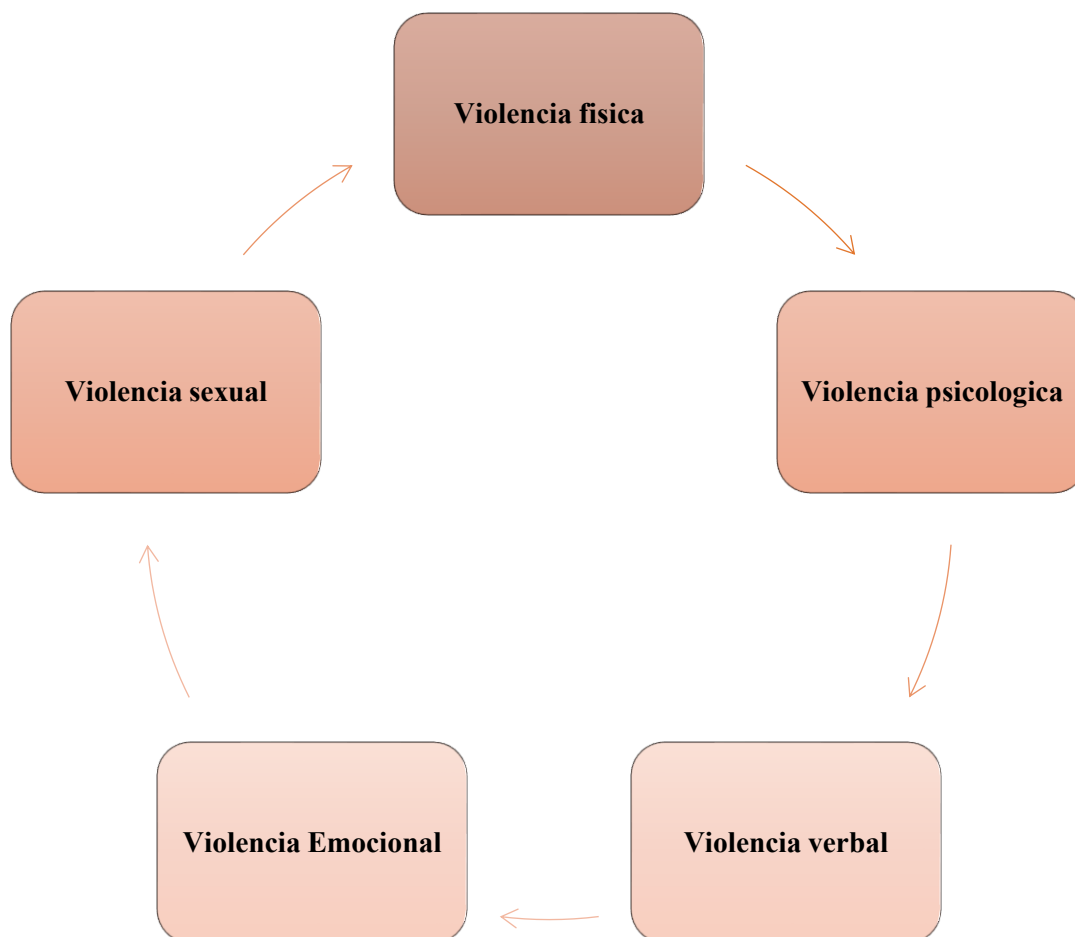 Violencia fisica
Violencia psicologica
Violencia verbal
Violencia Emocional
Violencia sexual